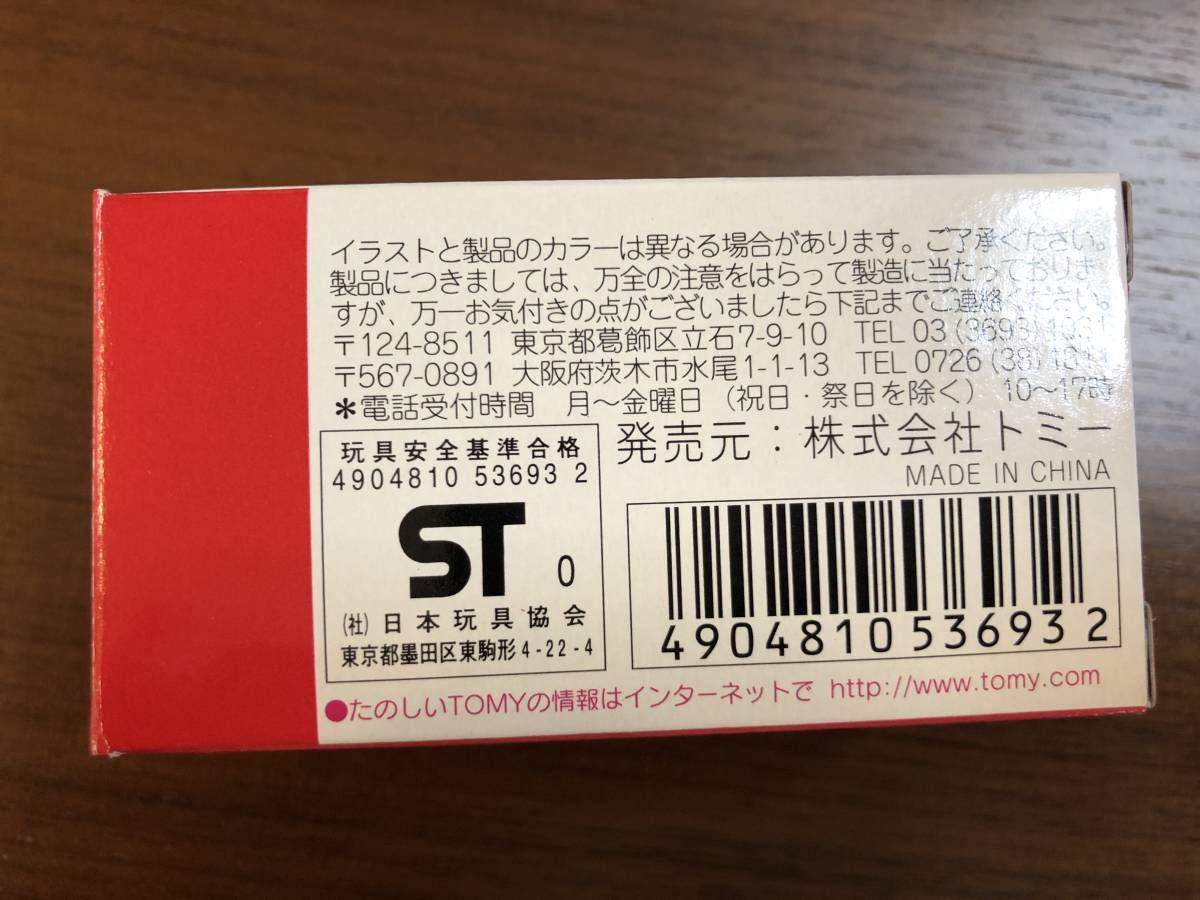 イラストと製品のカラーは異なる場合があります。ご了承ください。
製品につきましては、万全の注意をはらって製造に当たっておりま
すが、万一お気付きの点がございましたら下記までご連絡ください。
〒124-8511 東京都葛飾区立石7-9-10 TEL 03 (3693) 1031
〒567-0891 大阪府茨木市水尾1-1-13 TEL 0726 (38)
＊電話受付時間 月〜金曜日（祝日・祭日を除く） 10〜17時
発売元：株式会社トミー
MADE IN CHINA
玩具安全基準合格
4904810 53693 2
ST 0
(社) 日本玩具協会
東京都墨田区東駒形4-22-4
4904810536932
●たのしいTOMYの情報はインターネットで http://www.tomy.com